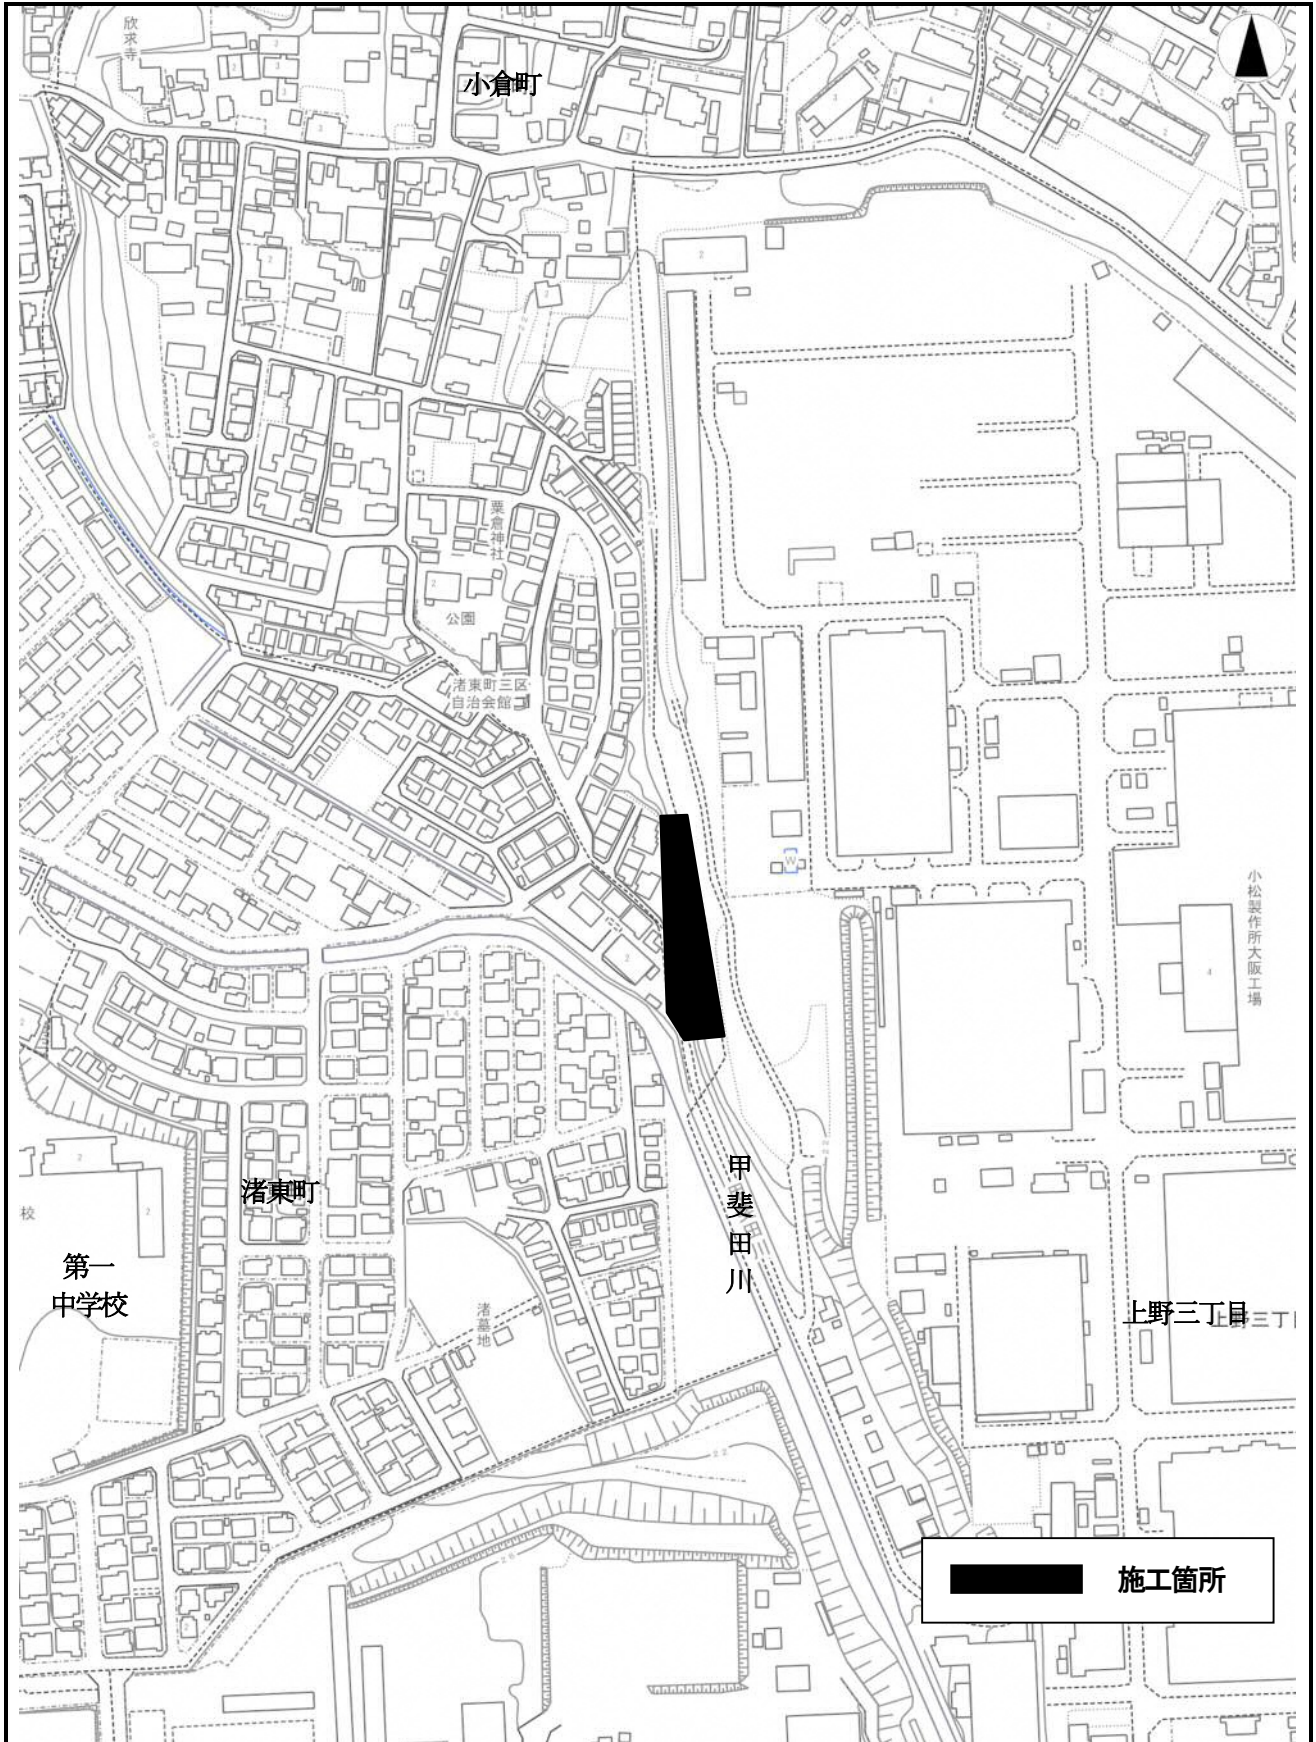 欣求寺
小倉町
粟倉神社
公園
渚東町三区
自治会館
W
小松製作所大阪工場
甲斐田川
渚東町
校
第一
中学校
渚墓地
上野三丁目
上野三丁目
施工箇所